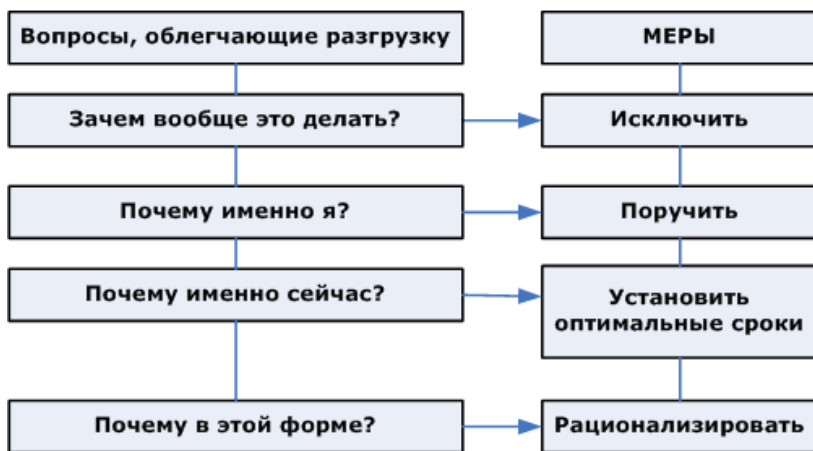 Вопросы, облегчающие разгрузку
МЕРЫ
Зачем вообще это делать?
Исключить
Почему именно я?
Поручить
Почему именно сейчас?
Установить
оптимальные сроки
Почему в этой форме?
Рационализировать